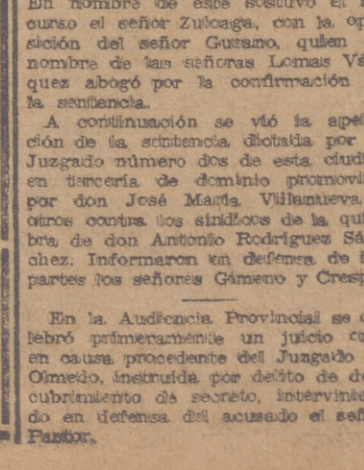 En nombre de este sostuvo el
curso el señor Zuloaga, con la op
sición del señor Gusano, quien
nombre de las señoras Lomas Vá
quez abogó por la confirmación
la sentencia.
A continuación se vió la apel
ción de la sentencia dictada por
Juzgado número dos de esta ciud
en tercería de dominio promovi
por don José María Villanueva,
otros contra los síndicos de la qui
bra de don Antonio Rodríguez Sá
chez. Informaron en defensa de l
partes los señores Gimeno y Cresp
En la Audiencia Provincial se c
lebró primeramente un juicio
en causa procedente del Juzgado
Olmedo, instruida por delito de de
cubrimiento de secreto, intervinie
do en defensa del acusado el señ
Pastor.